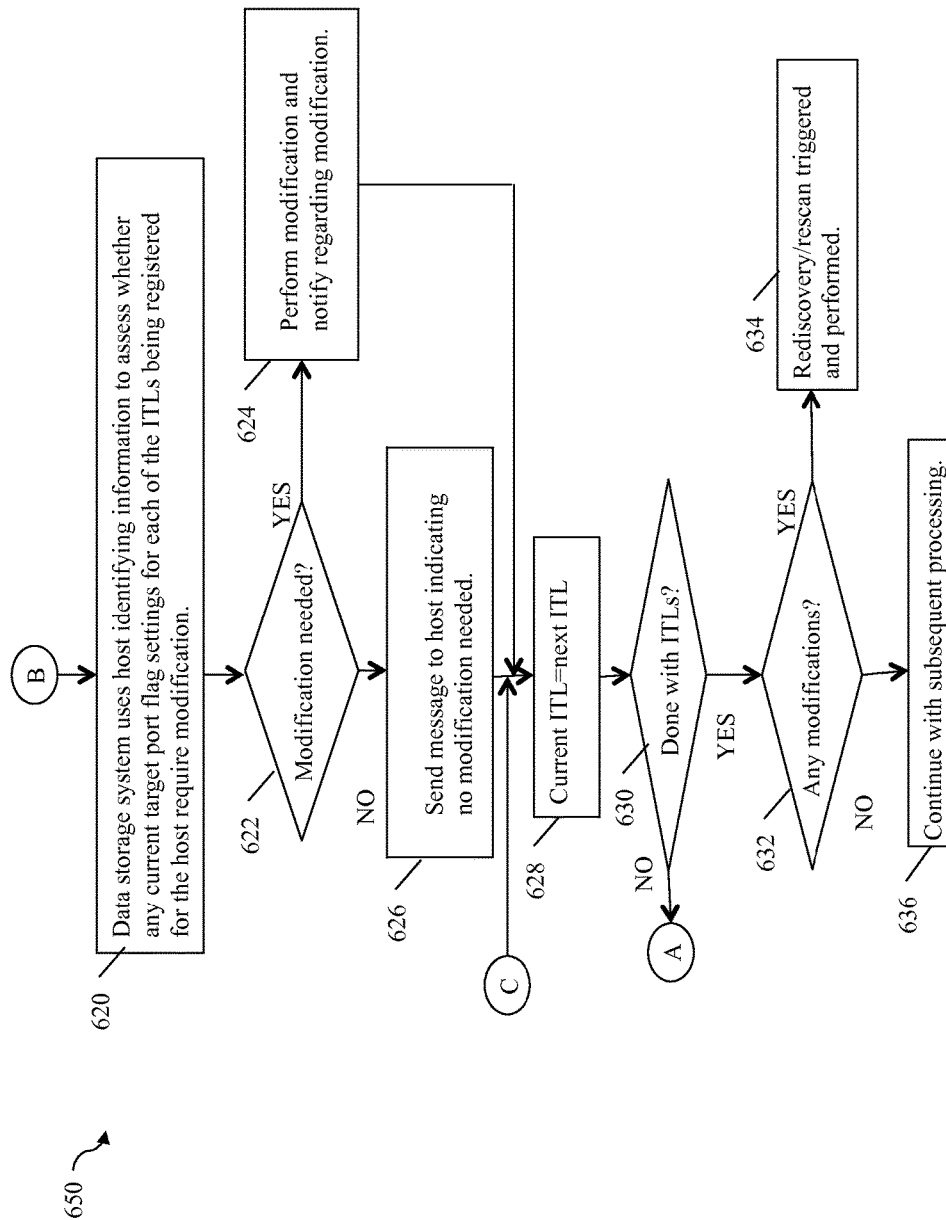 650
B
620
Data storage system uses host identifying information to assess whether
any current target port flag settings for each of the ITLs being registered
for the host require modification.
622
Modification needed?
YES
624
Perform modification and
notify regarding modification.
NO
626
Send message to host indicating
no modification needed.
C
628
Current ITL=next ITL
630
Done with ITLs?
NO
A
YES
632
Any modifications?
YES
634
Rediscovery/rescan triggered
and performed.
NO
636
Continue with subsequent processing.